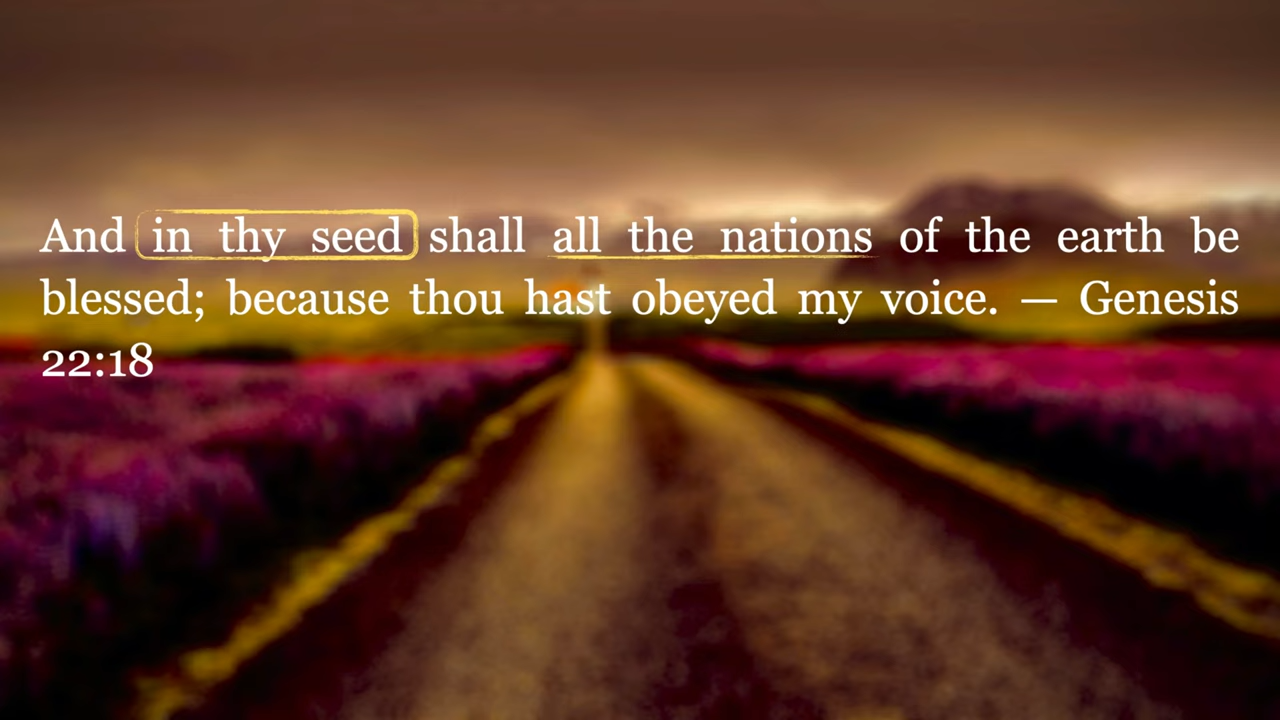 And in thy seed shall all the nations of the earth be
blessed; because thou hast obeyed my voice. — Genesis
22:18